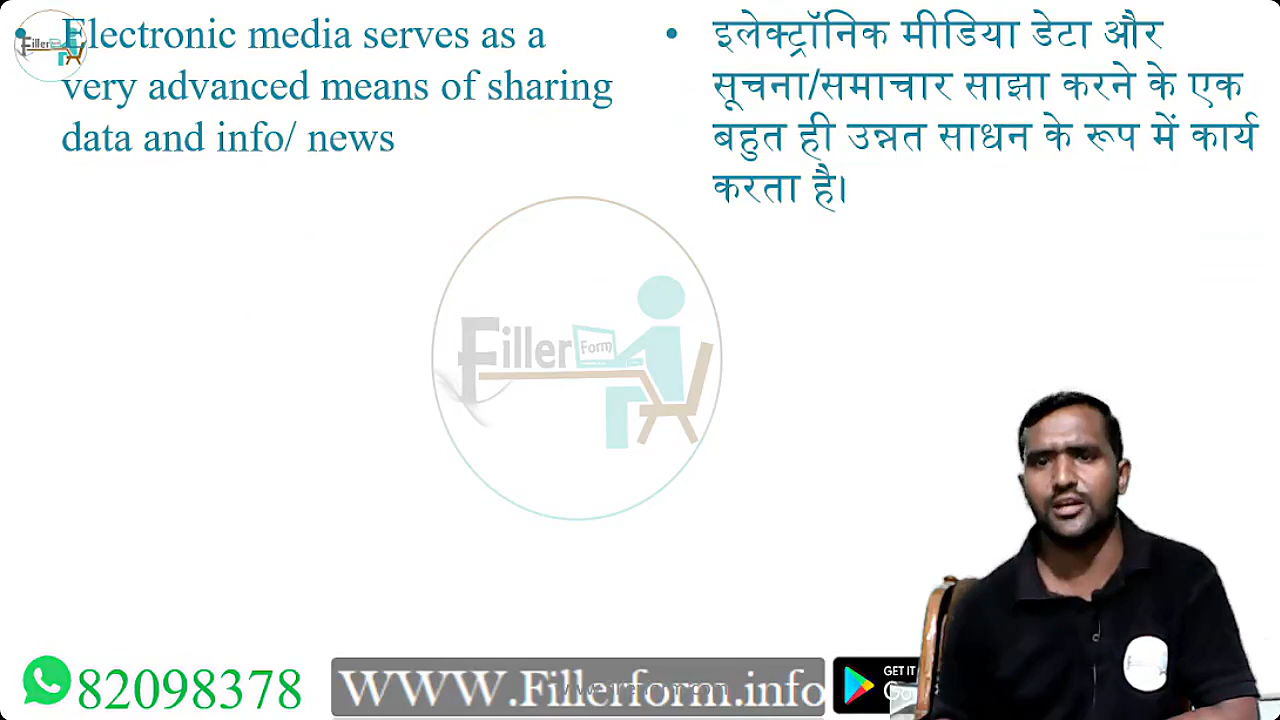 Electronic media serves as a
very advanced means of sharing
data and info/ news
इलेक्ट्रॉनिक मीडिया डेटा और
सूचना/समाचार साझा करने के एक
बहुत ही उन्नत साधन के रूप में कार्य
करता है।
Filler Form
82098378
WWW.Fillerform.info
GET IT